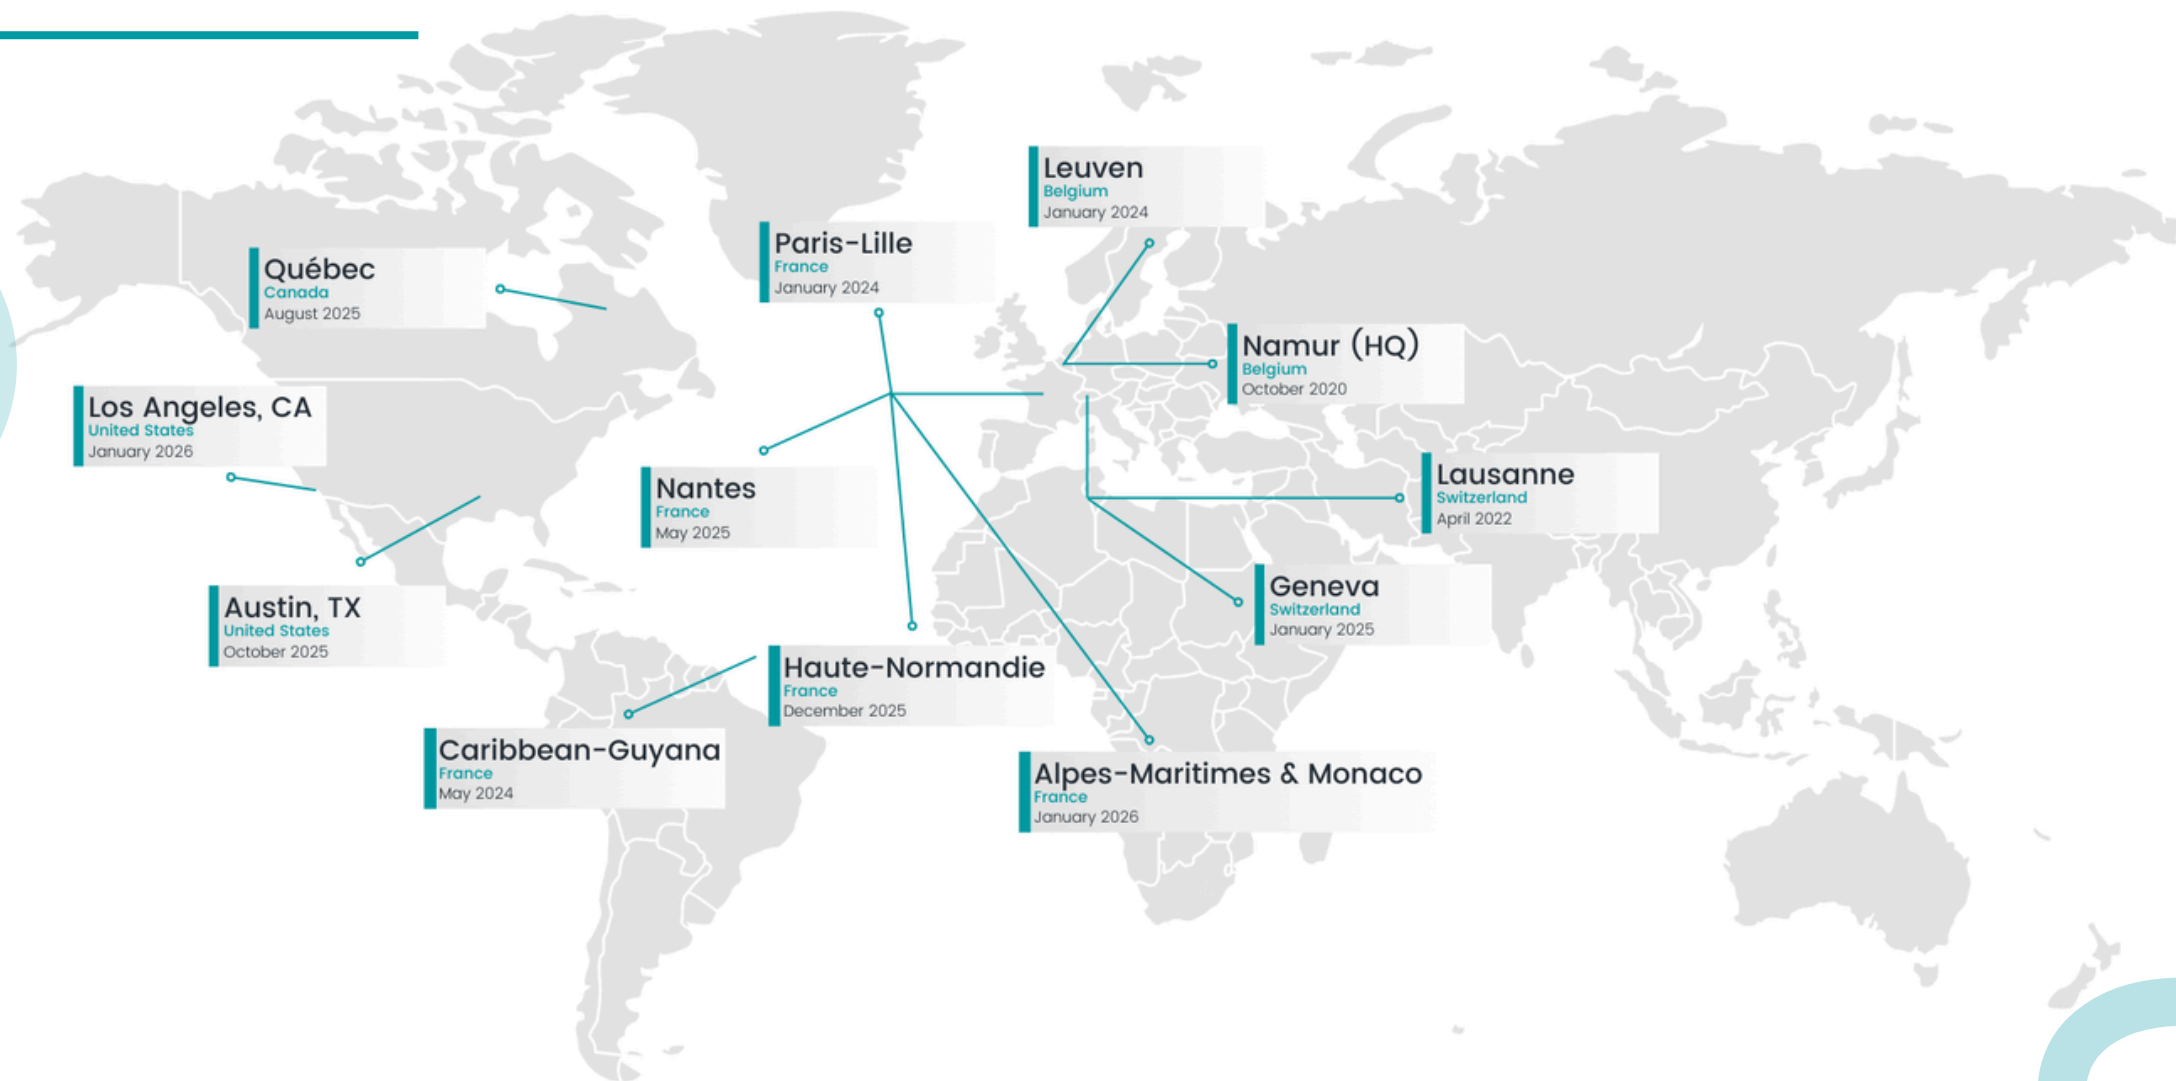 Leuven
Belgium
January 2024
Paris-Lille
France
January 2024
Québec
Canada
August 2025
Namur (HQ)
Belgium
October 2020
Los Angeles, CA
United States
January 2026
Lausanne
Switzerland
April 2022
Nantes
France
May 2025
Geneva
Switzerland
January 2025
Austin, TX
United States
October 2025
Haute-Normandie
France
December 2025
Caribbean-Guyana
France
May 2024
Alpes-Maritimes & Monaco
France
January 2026